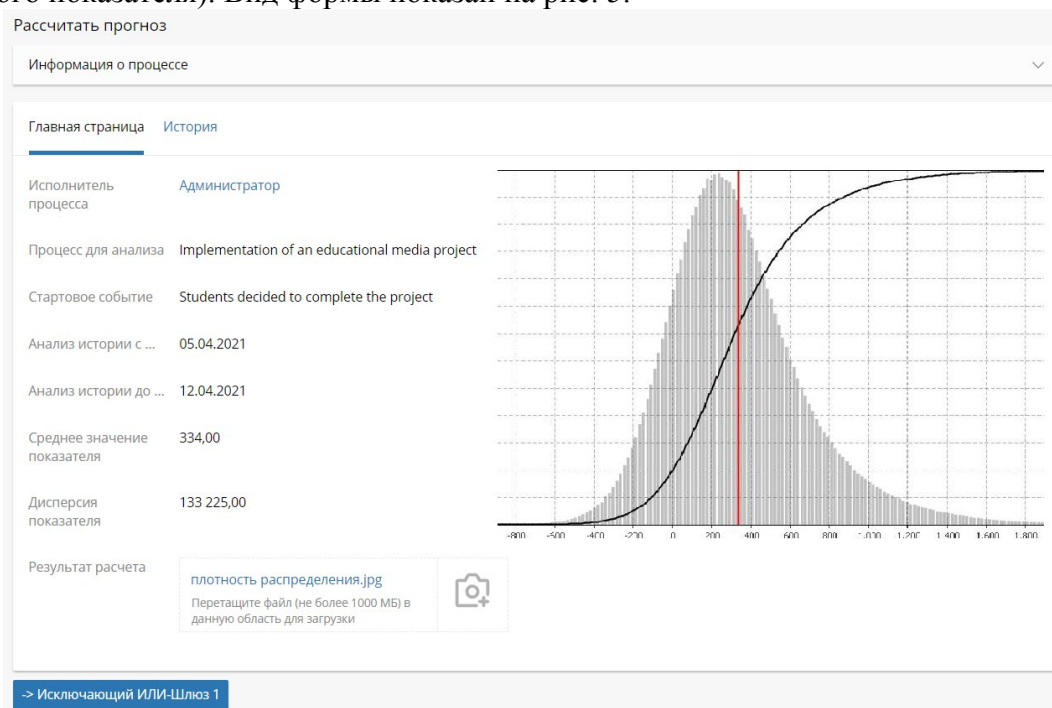 ого показателя). Вид формы показан на рис. 5.
Рассчитать прогноз
Информация о процессе
Главная страница История
Исполнитель процесса Администратор
Процесс для анализа Implementation of an educational media project
Стартовое событие Students decided to complete the project
Анализ истории с ... 05.04.2021
Анализ истории до ... 12.04.2021
Среднее значение показателя 334,00
Дисперсия показателя 133 225,00
-800 -600 -400 -200 0 200 400 600 800 1.000 1.200 1.400 1.600 1.800
Результат расчета
плотность распределения.jpg
Перетащите файл (не более 1000 МБ) в
данную область для загрузки
-> Исключающий ИЛИ-Шлюз 1